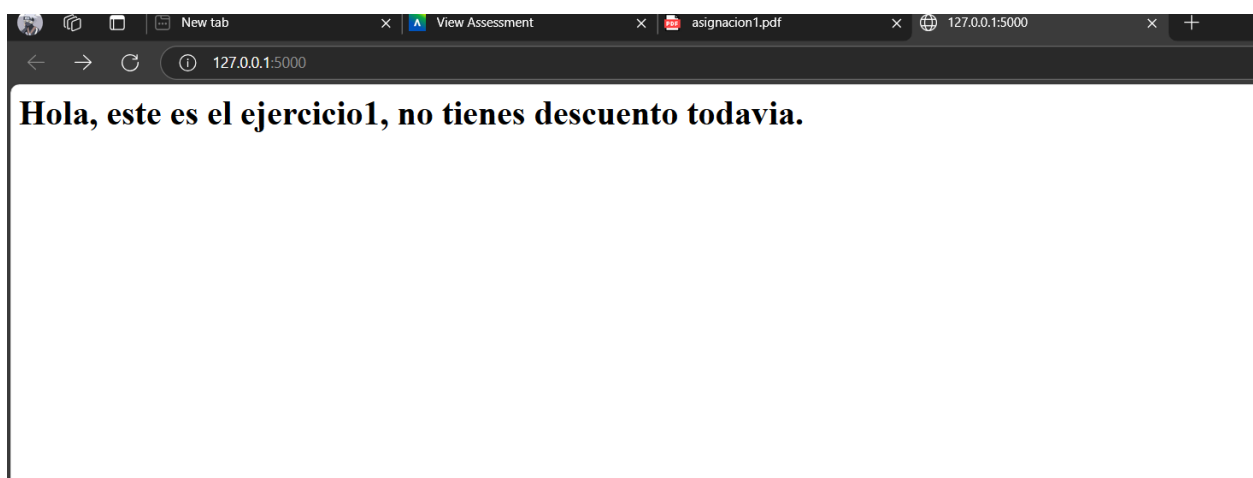 New tab
View Assessment
PDF asignacion1.pdf
127.0.0.1:5000
127.0.0.1:5000
Hola, este es el ejercicio1, no tienes descuento todavia.